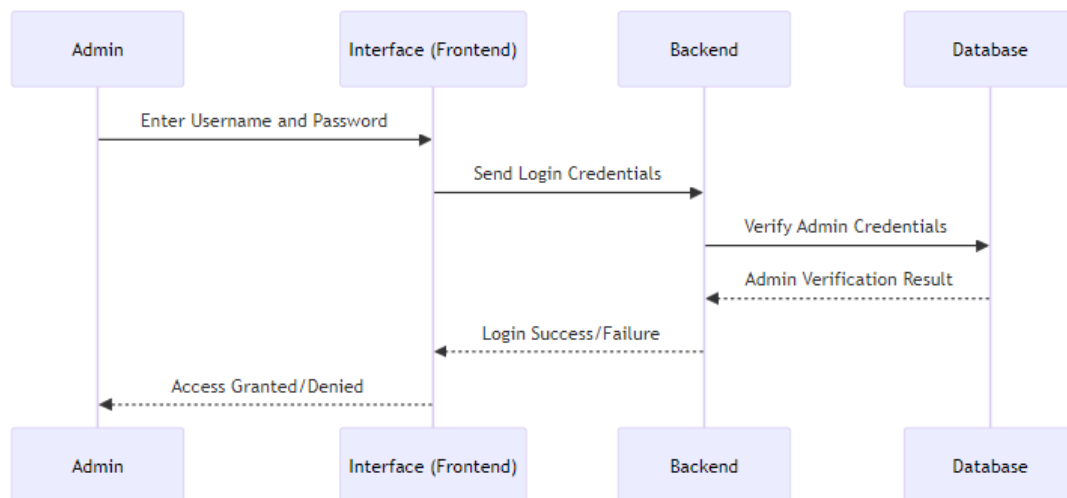 Admin
Interface (Frontend)
Backend
Database
Enter Username and Password
Send Login Credentials
Verify Admin Credentials
Admin Verification Result
Login Success/Failure
Access Granted/Denied
Admin
Interface (Frontend)
Backend
Database